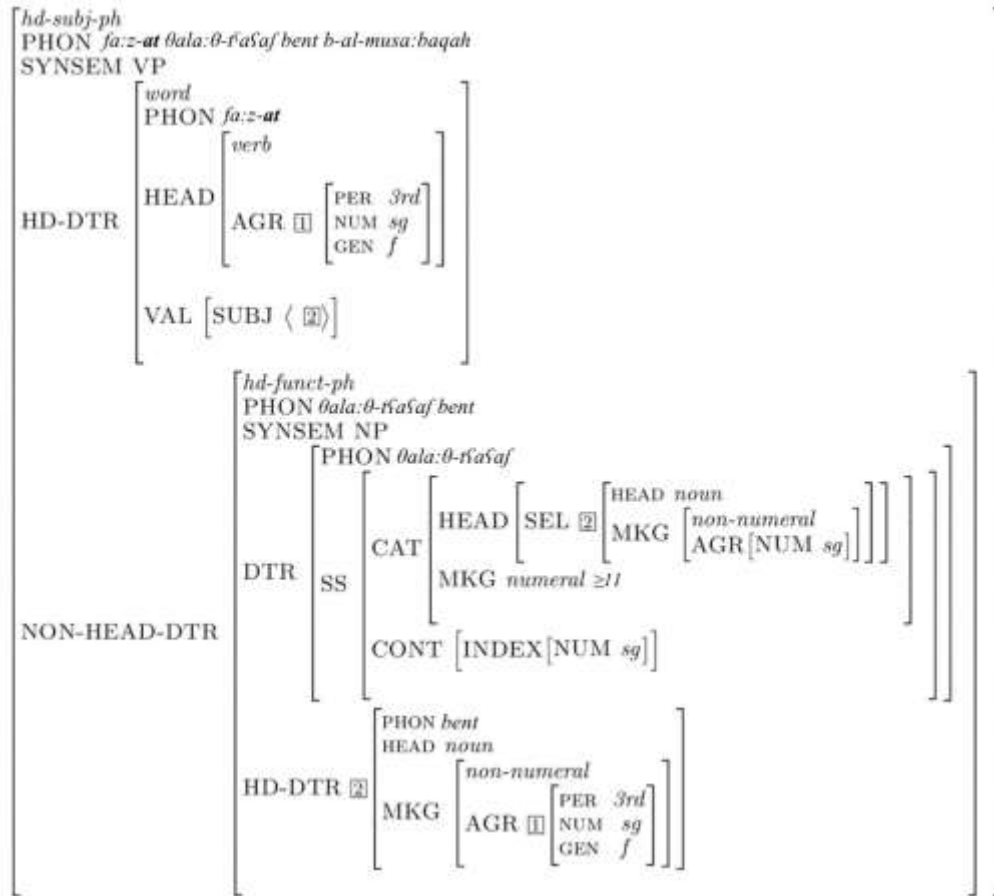 hd-subj-ph
PHON fa:z-at θala:θ-tˤaʕaf bent b-al-musa:baqah
SYNSEM VP
word
PHON fa:z-at
verb
HEAD
PER 3rd
HD-DTR AGR 1 NUM sg
GEN f
VAL [SUBJ ⟨ 2⟩]
hd-funct-ph
PHON θala:θ-tʕaʕaf bent
SYNSEM NP
PHON θala:θ-tʕaʕaf
HEAD noun
HEAD [SEL 2 MKG non-numeral
CAT AGR[NUM sg]
DTR SS MKG numeral ≥11
NON-HEAD-DTR
CONT [INDEX[NUM sg]]
PHON bent
HEAD noun
non-numeral
HD-DTR 2 MKG PER 3rd
AGR 1 NUM sg
GEN f